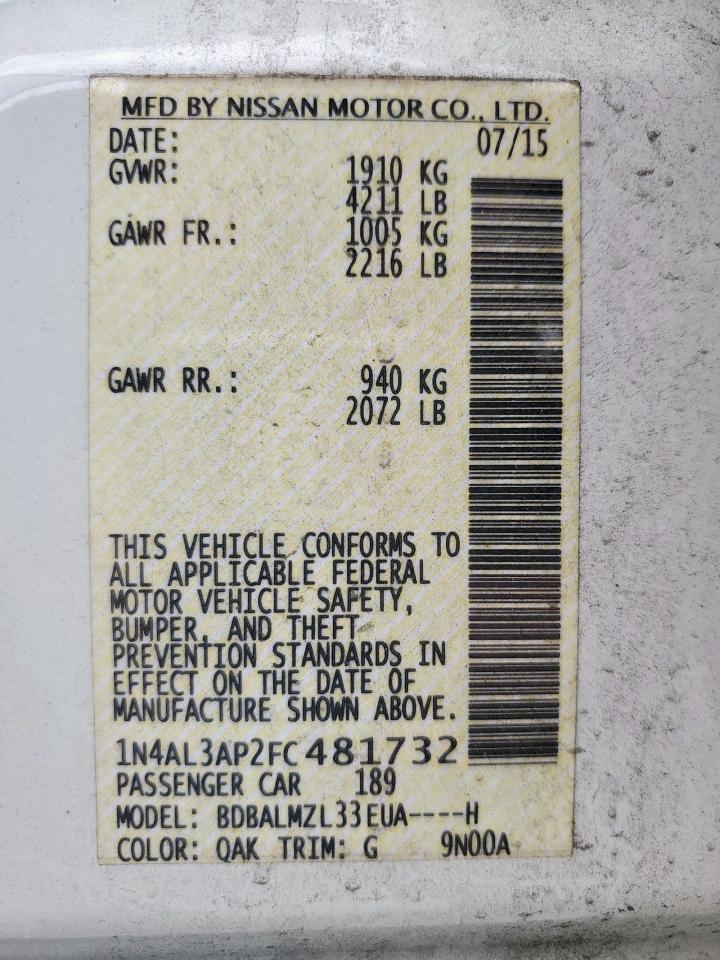 MFD BY NISSAN MOTOR CO., LTD.
DATE: 07/15
GVWR: 1910 KG
4211 LB
GAWR FR.: 1005 KG
2216 LB
GAWR RR.: 940 KG
2072 LB
THIS VEHICLE CONFORMS TO
ALL APPLICABLE FEDERAL
MOTOR VEHICLE SAFETY,
BUMPER, AND THEFT
PREVENTION STANDARDS IN
EFFECT ON THE DATE OF
MANUFACTURE SHOWN ABOVE.
1N4AL3AP2FC481732
PASSENGER CAR 189
MODEL: BDBALMZL33EUA----H
COLOR: QAK TRIM: G 9N00A